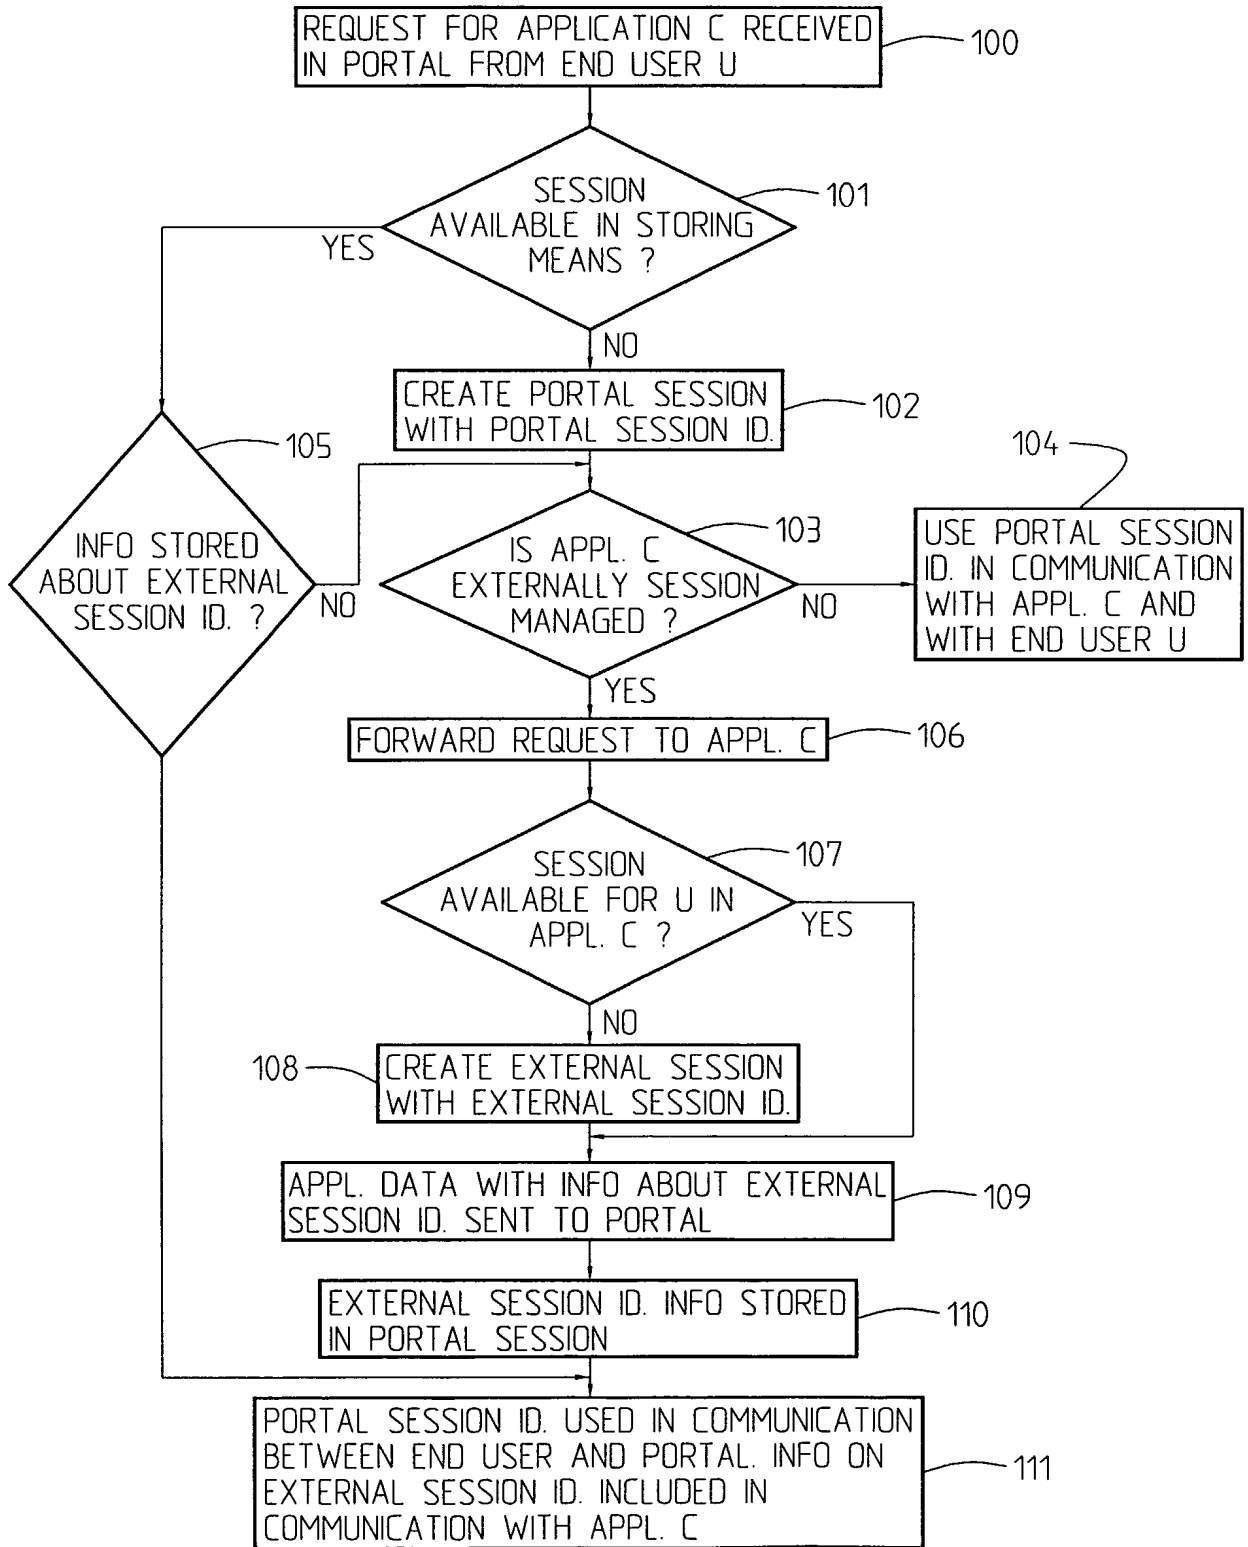 REQUEST FOR APPLICATION C RECEIVED
IN PORTAL FROM END USER U
100
SESSION
AVAILABLE IN STORING
MEANS ?
101
YES
NO
CREATE PORTAL SESSION
WITH PORTAL SESSION ID.
102
105
104
INFO STORED
ABOUT EXTERNAL
SESSION ID. ?
NO
IS APPL. C
EXTERNALLY SESSION
MANAGED ?
103
NO
USE PORTAL SESSION
ID. IN COMMUNICATION
WITH APPL. C AND
WITH END USER U
YES
FORWARD REQUEST TO APPL. C
106
SESSION
AVAILABLE FOR U IN
APPL. C ?
107
YES
NO
108
CREATE EXTERNAL SESSION
WITH EXTERNAL SESSION ID.
APPL. DATA WITH INFO ABOUT EXTERNAL
SESSION ID. SENT TO PORTAL
109
EXTERNAL SESSION ID. INFO STORED
IN PORTAL SESSION
110
PORTAL SESSION ID. USED IN COMMUNICATION
BETWEEN END USER AND PORTAL. INFO ON
EXTERNAL SESSION ID. INCLUDED IN
COMMUNICATION WITH APPL. C
111